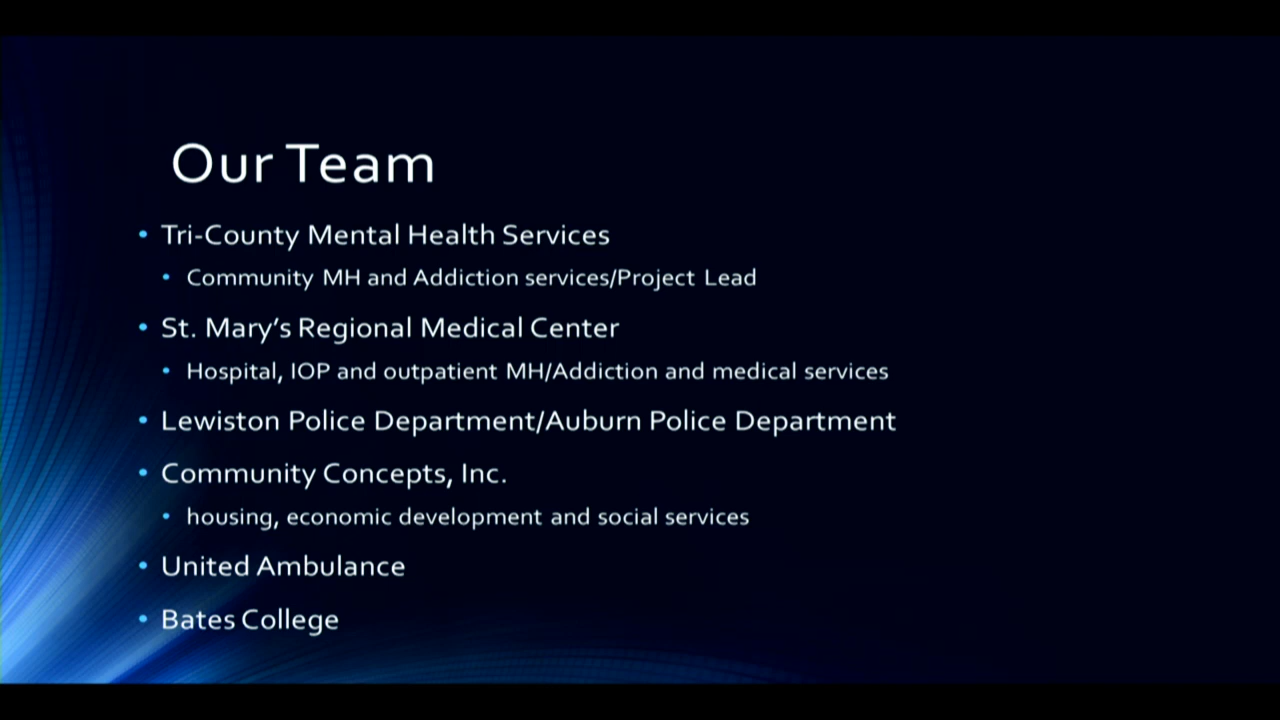 Our Team
• Tri-County Mental Health Services
• Community MH and Addiction services/Project Lead
• St. Mary’s Regional Medical Center
• Hospital, IOP and outpatient MH/Addiction and medical services
• Lewiston Police Department/Auburn Police Department
• Community Concepts, Inc.
• housing, economic development and social services
• United Ambulance
• Bates College